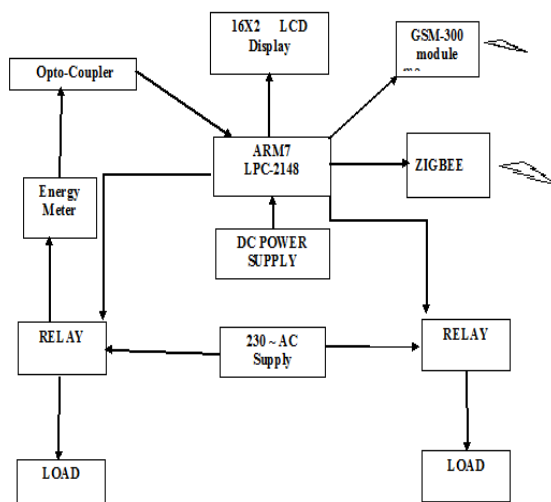 16X2 LCD
Display
GSM-300
module
Opto-Coupler
ARM7
LPC-2148
ZIGBEE
Energy
Meter
DC POWER
SUPPLY
RELAY
230 ~ AC
Supply
RELAY
LOAD
LOAD